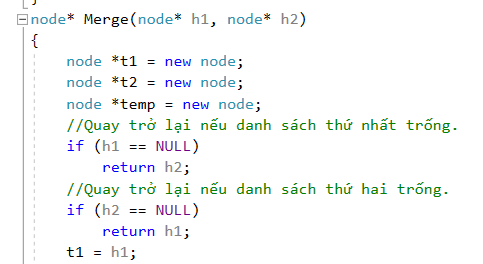 node* Merge(node* h1, node* h2)
{
node *t1 = new node;
node *t2 = new node;
node *temp = new node;
//Quay trở lại nếu danh sách thứ nhất trống.
if (h1 == NULL)
return h2;
//Quay trở lại nếu danh sách thứ hai trống.
if (h2 == NULL)
return h1;
t1 = h1;